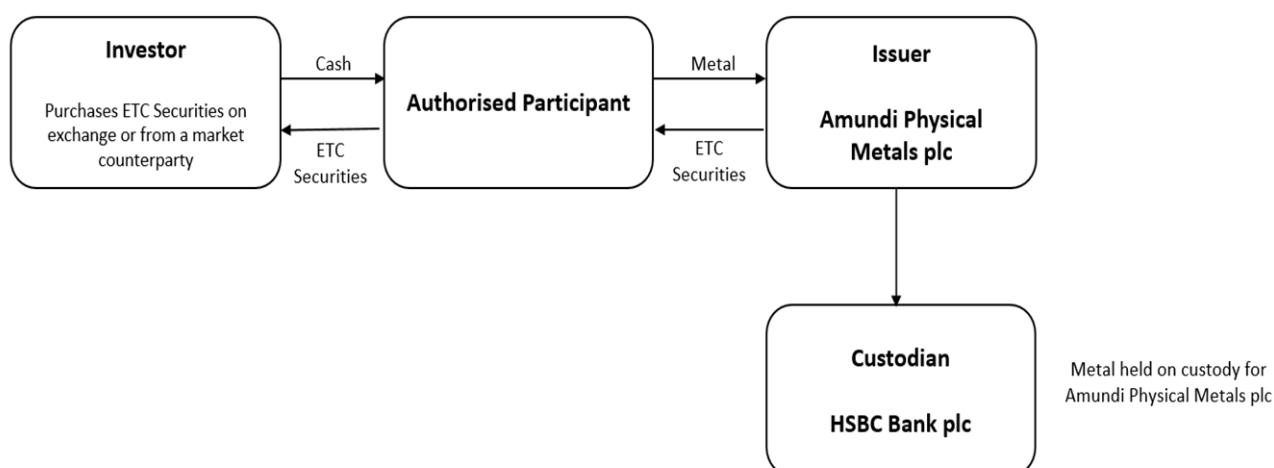 Investor
Purchases ETC Securities on
exchange or from a market
counterparty
Cash
ETC
Securities
Authorised Participant
Metal
ETC
Securities
Issuer
Amundi Physical
Metals plc
Custodian
HSBC Bank plc
Metal held on custody for
Amundi Physical Metals plc